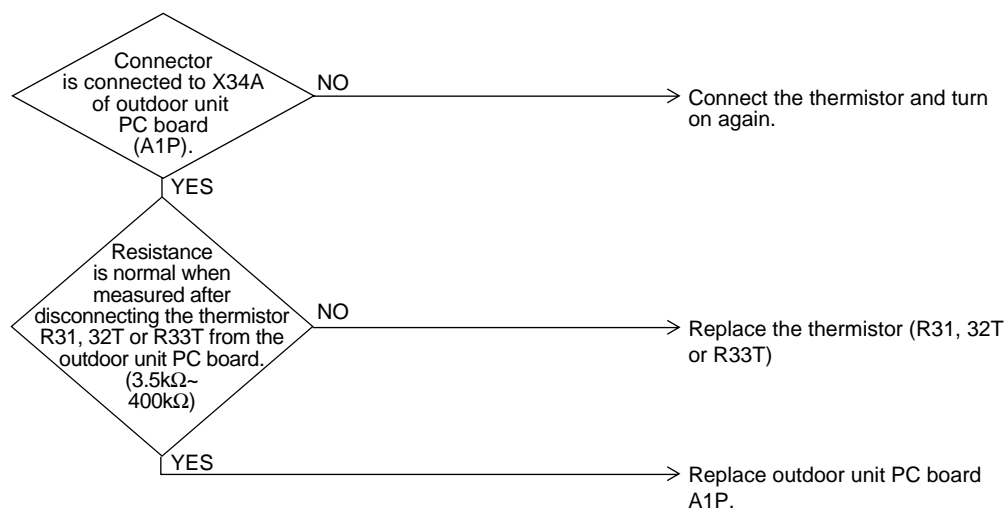 Connector
is connected to X34A
of outdoor unit
PC board
(A1P).
NO
Connect the thermistor and turn
on again.
YES
Resistance
is normal when
measured after
disconnecting the thermistor
R31, 32T or R33T from the
outdoor unit PC board.
(3.5kΩ~
400kΩ)
NO
Replace the thermistor (R31, 32T
or R33T)
YES
Replace outdoor unit PC board
A1P.